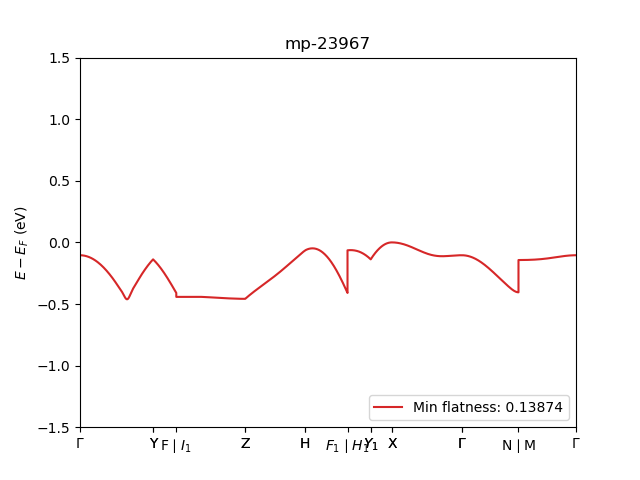 mp-23967
E − E_F (eV)
1.5
1.0
0.5
0.0
−0.5
−1.0
−1.5
Min flatness: 0.13874
Γ Y F | I₁ Z H F₁ | H₁ Y₁ X Γ N | M Γ